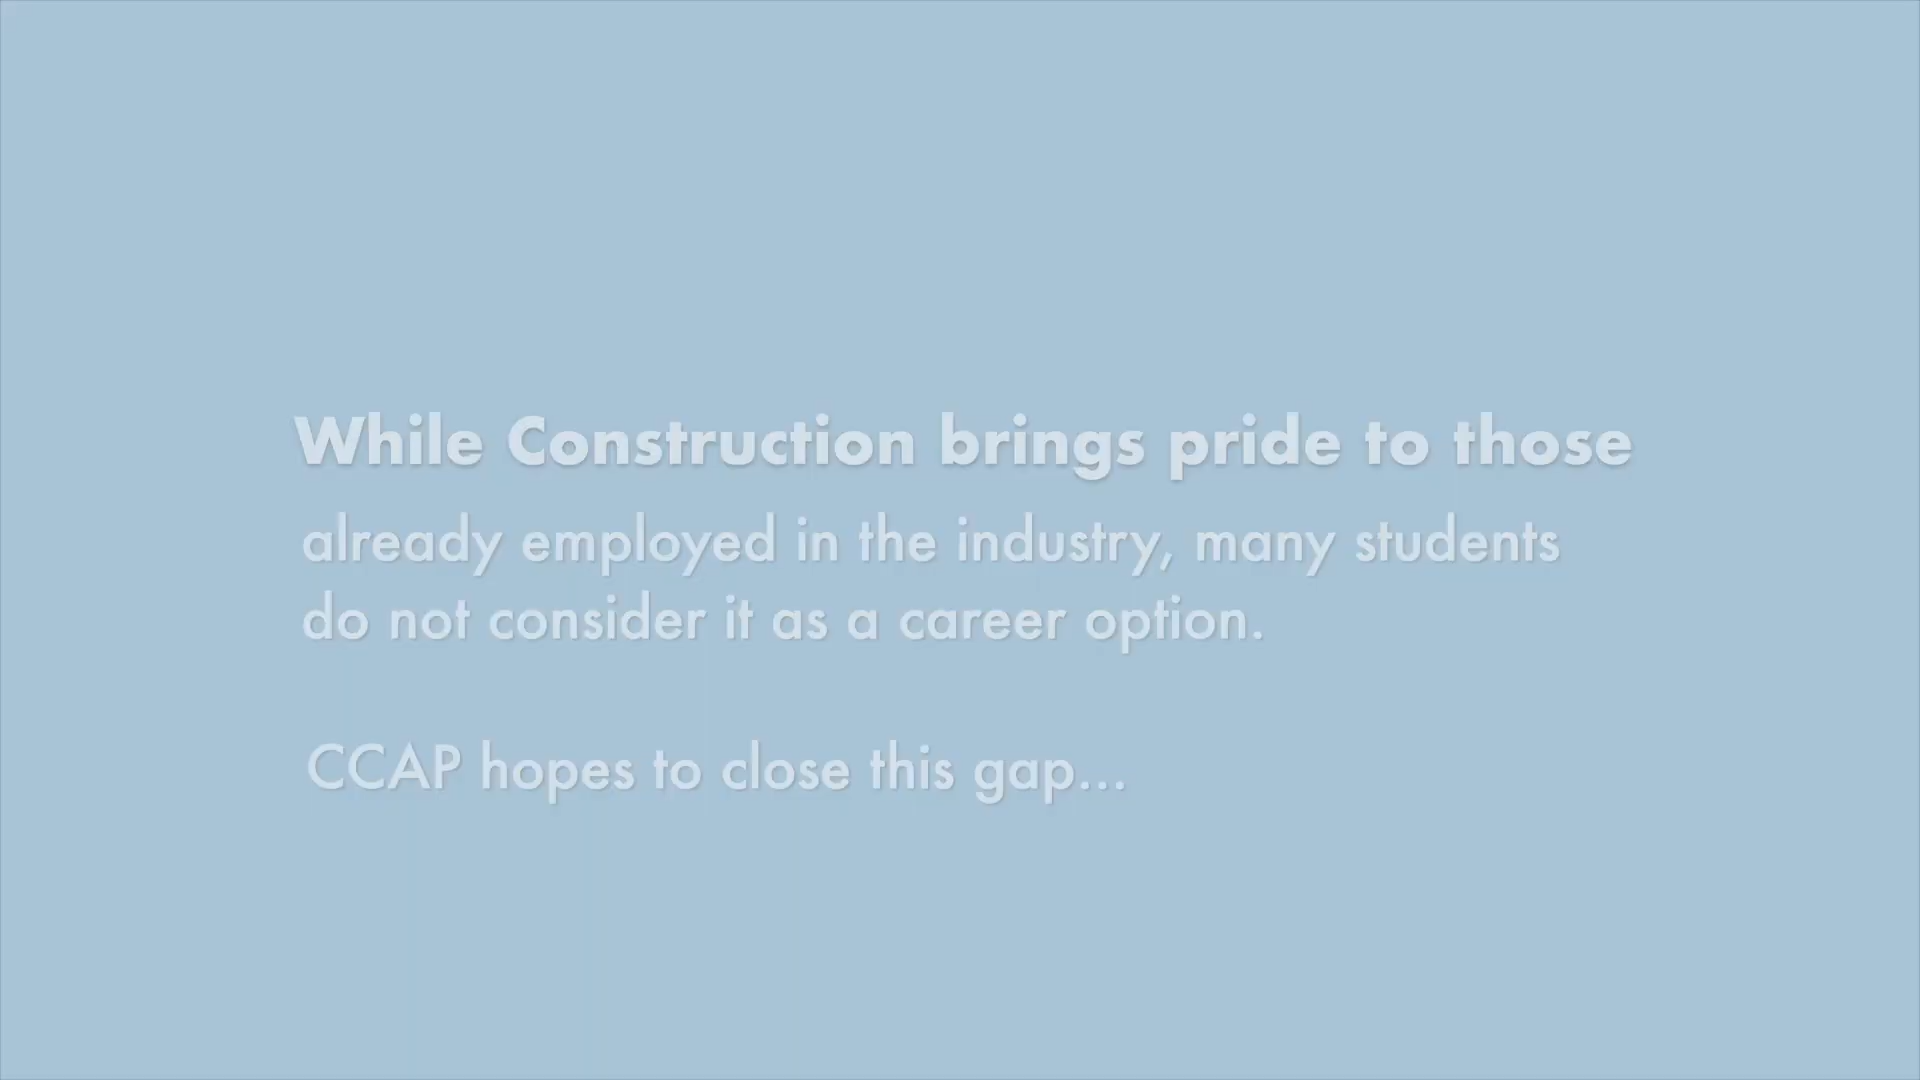 While Construction brings pride to those
already employed in the industry, many students
do not consider it as a career option.
CCAP hopes to close this gap...